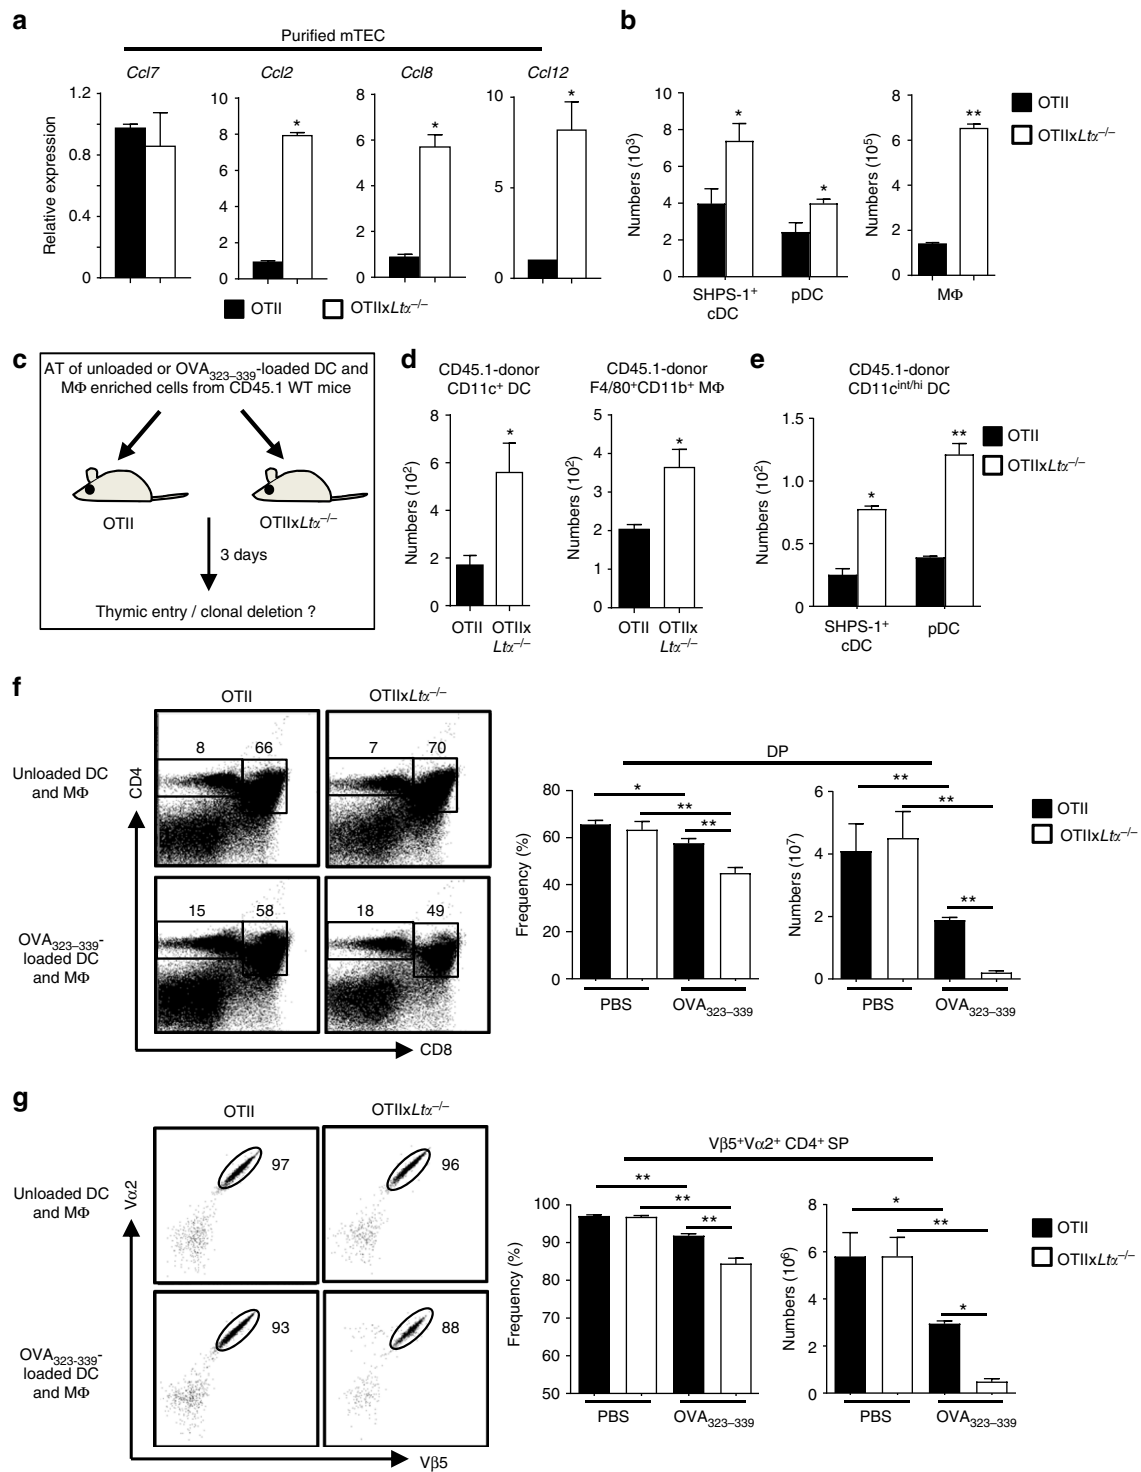 a
Purified mTEC
Ccl7
Ccl2
Ccl8
Ccl12
Relative expression
1.2
0.8
0.4
0
10
8
6
4
2
0
8
6
4
2
0
10
5
0
*
*
*
OTII
OTIIxLtα–/–
b
Numbers (10³)
10
8
6
4
2
0
*
*
SHPS-1⁺
cDC
pDC
Numbers (10⁵)
8
6
4
2
0
**
MΦ
OTII
OTIIxLtα–/–
c
AT of unloaded or OVA₃₂₃–₃₃₉-loaded DC and
MΦ enriched cells from CD45.1 WT mice
OTII
OTIIxLtα–/–
3 days
Thymic entry / clonal deletion ?
d
CD45.1-donor
CD11c⁺ DC
Numbers (10²)
8
6
4
2
0
*
OTII
OTIIx
Ltα–/–
CD45.1-donor
F4/80⁺CD11b⁺ MΦ
Numbers (10²)
5
4
3
2
1
0
*
OTII
OTIIx
Ltα–/–
e
CD45.1-donor
CD11cint/hi DC
Numbers (10²)
1.5
1.0
0.5
0
*
**
SHPS-1⁺
cDC
pDC
OTII
OTIIxLtα–/–
f
OTII
OTIIxLtα–/–
Unloaded DC
and MΦ
8
66
7
70
OVA₃₂₃–₃₃₉-
loaded DC
and MΦ
15
58
18
49
CD4
CD8
DP
Frequency (%)
80
60
40
20
0
*
**
**
PBS
OVA₃₂₃–₃₃₉
Numbers (10⁷)
6
4
2
0
**
**
**
PBS
OVA₃₂₃–₃₃₉
OTII
OTIIxLtα–/–
g
OTII
OTIIxLtα–/–
Unloaded DC
and MΦ
97
96
OVA₃₂₃-₃₃₉-
loaded DC
and MΦ
93
88
Vα2
Vβ5
Vβ5⁺Vα2⁺ CD4⁺ SP
Frequency (%)
100
90
80
70
60
50
**
**
**
PBS
OVA₃₂₃–₃₃₉
Numbers (10⁶)
8
6
4
2
0
*
**
*
PBS
OVA₃₂₃–₃₃₉
OTII
OTIIxLtα–/–